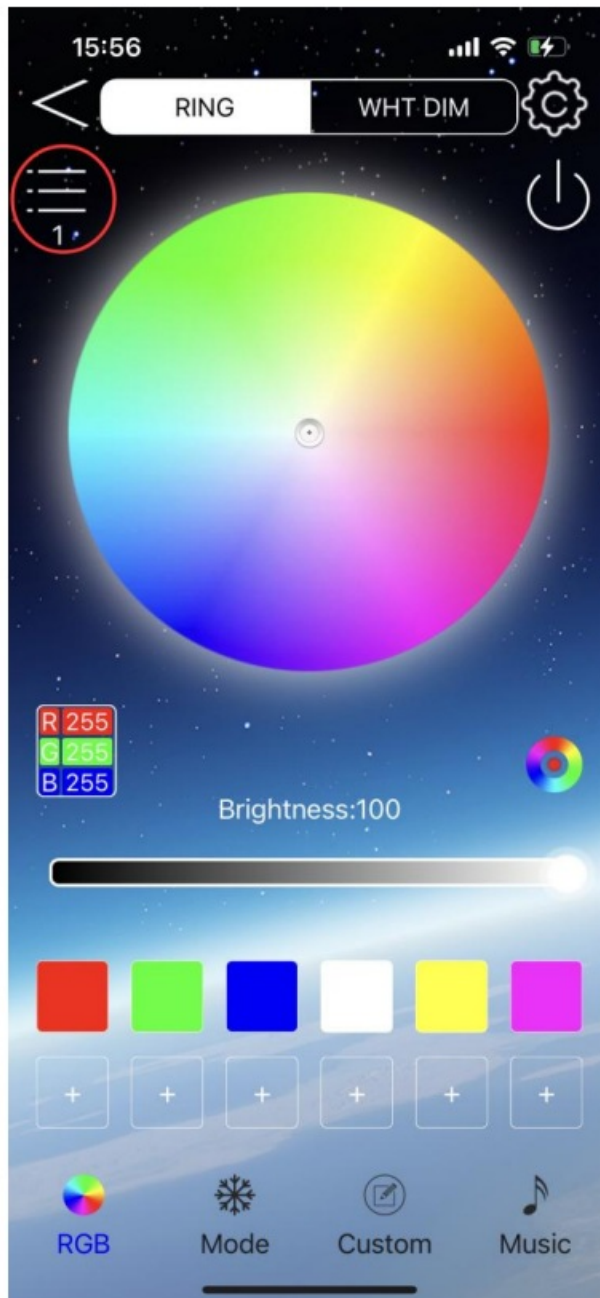 15:56
RING WHT DIM
1
R 255
G 255
B 255
Brightness:100
+ + + + + +
RGB Mode Custom Music